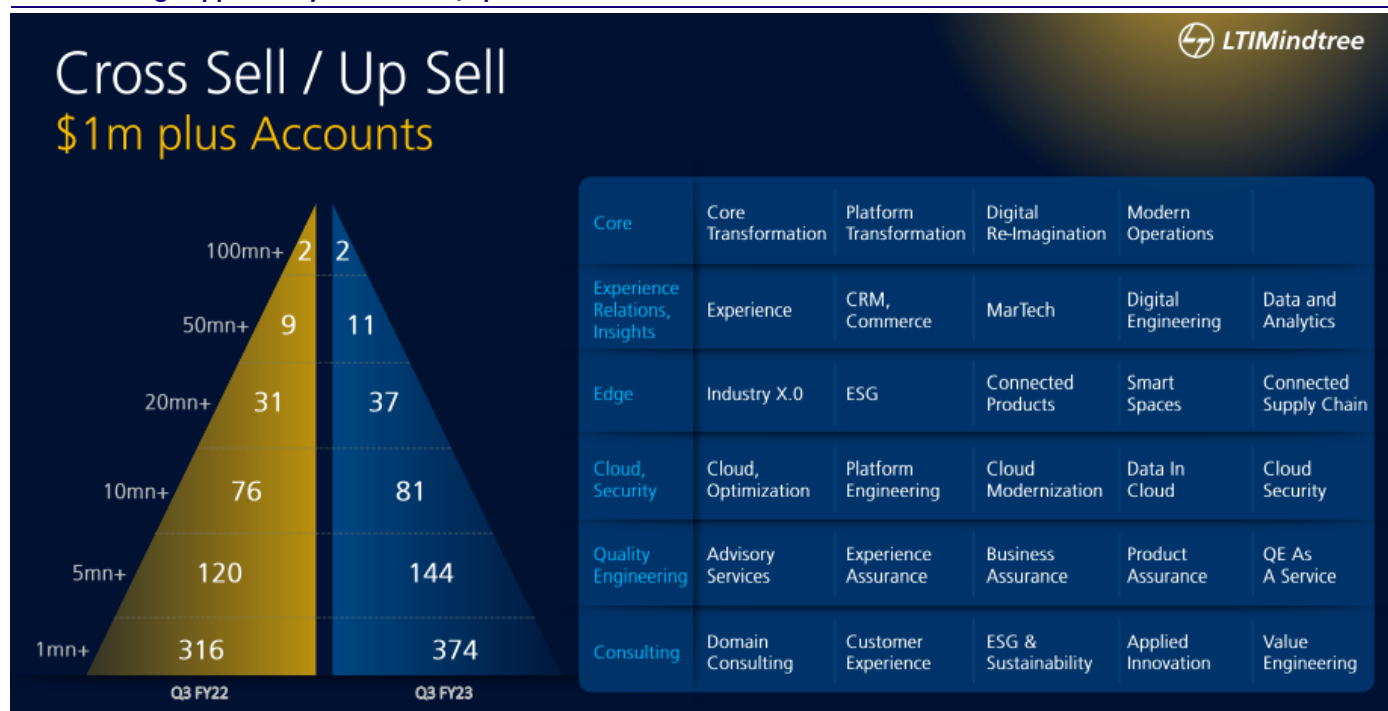 LTIMindtree
Cross Sell / Up Sell
$1m plus Accounts
100mn+ 2 2
50mn+ 9 11
20mn+ 31 37
10mn+ 76 81
5mn+ 120 144
1mn+ 316 374
Q3 FY22 Q3 FY23
Core
Core
Transformation
Platform
Transformation
Digital
Re-Imagination
Modern
Operations
Experience
Relations,
Insights
Experience
CRM,
Commerce
MarTech
Digital
Engineering
Data and
Analytics
Edge
Industry X.0
ESG
Connected
Products
Smart
Spaces
Connected
Supply Chain
Cloud,
Security
Cloud,
Optimization
Platform
Engineering
Cloud
Modernization
Data In
Cloud
Cloud
Security
Quality
Engineering
Advisory
Services
Experience
Assurance
Business
Assurance
Product
Assurance
QE As
A Service
Consulting
Domain
Consulting
Customer
Experience
ESG &
Sustainability
Applied
Innovation
Value
Engineering